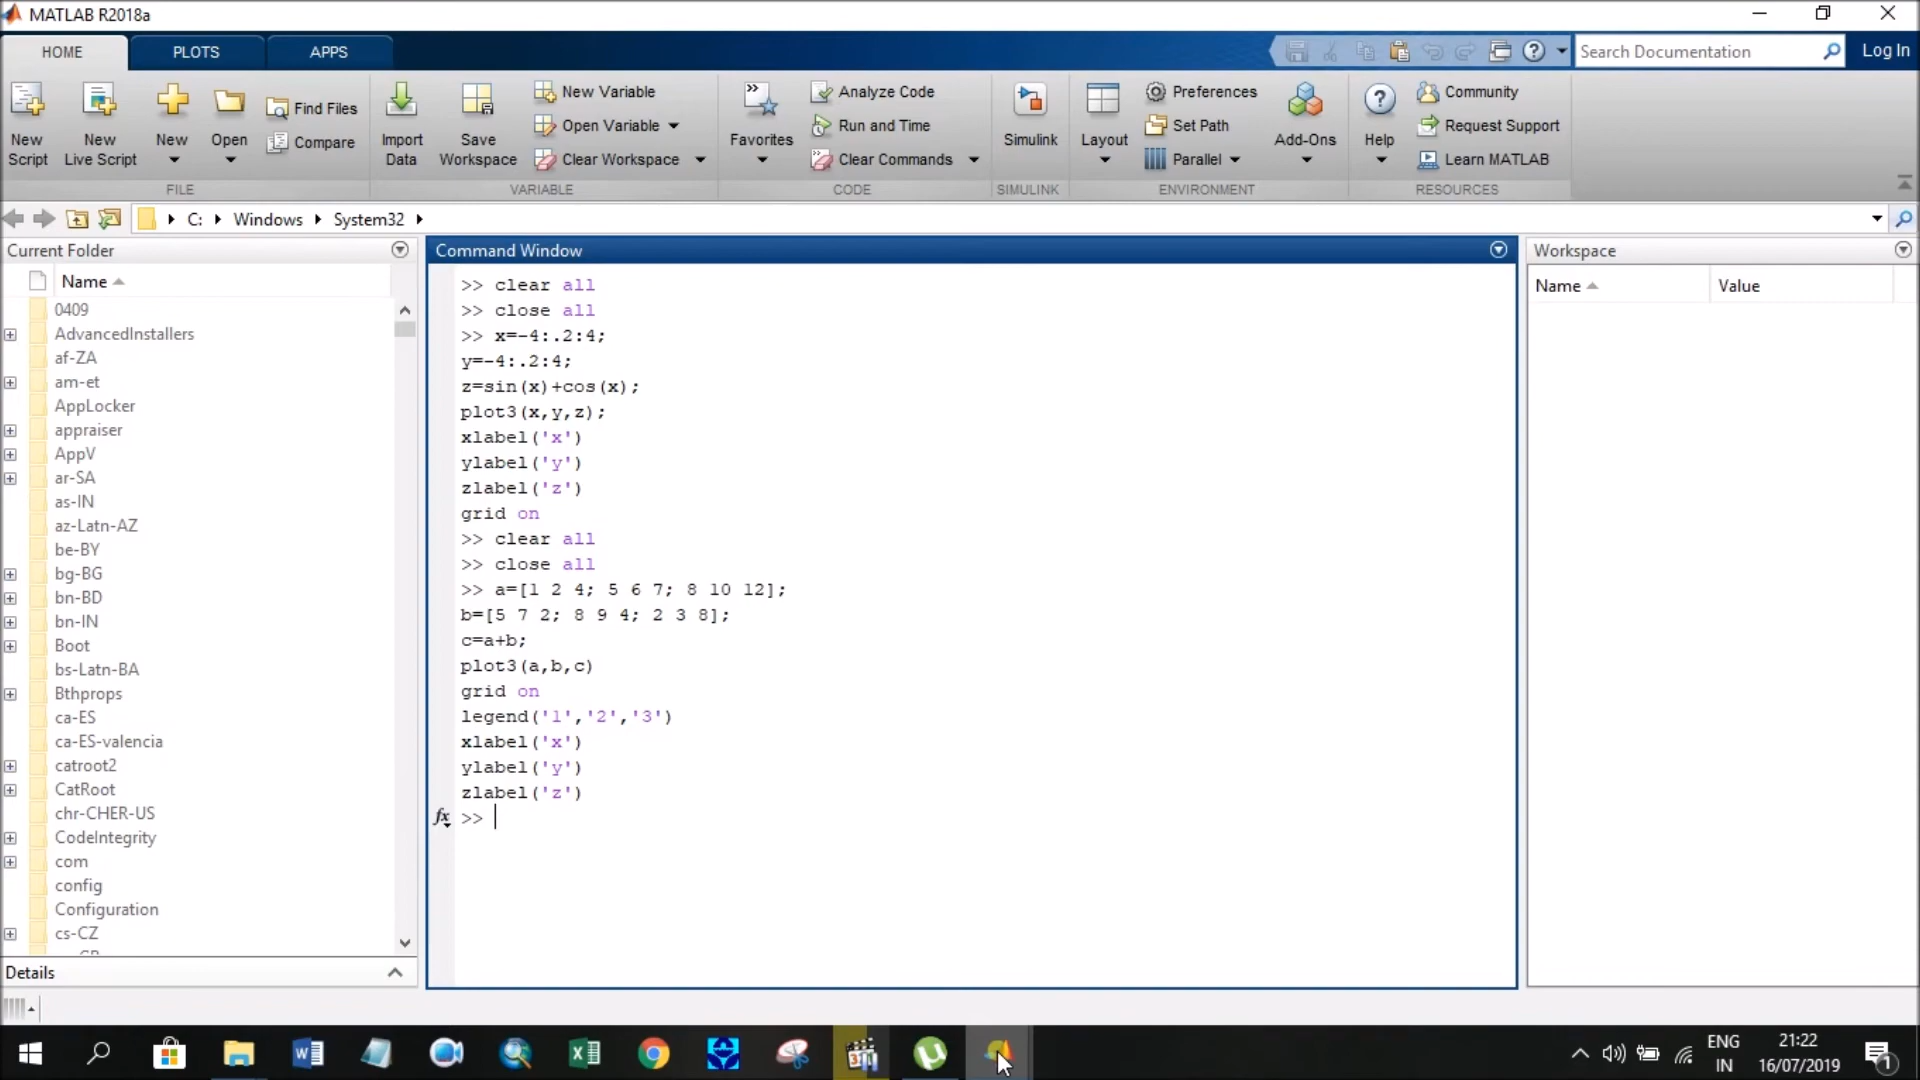 MATLAB R2018a
HOME PLOTS APPS
Search Documentation Log In
New Script
New Live Script
New
Open
Find Files
Compare
FILE
Import Data
Save Workspace
New Variable
Open Variable
Clear Workspace
VARIABLE
Favorites
Analyze Code
Run and Time
Clear Commands
CODE
Simulink
SIMULINK
Layout
Preferences
Set Path
Parallel
Add-Ons
ENVIRONMENT
Help
Community
Request Support
Learn MATLAB
RESOURCES
C: Windows System32
Current Folder
Name
0409
AdvancedInstallers
af-ZA
am-et
AppLocker
appraiser
AppV
ar-SA
as-IN
az-Latn-AZ
be-BY
bg-BG
bn-BD
bn-IN
Boot
bs-Latn-BA
Bthprops
ca-ES
ca-ES-valencia
catroot2
CatRoot
chr-CHER-US
CodeIntegrity
com
config
Configuration
cs-CZ
Details
Command Window
>> clear all
>> close all
>> x=-4:.2:4;
y=-4:.2:4;
z=sin(x)+cos(x);
plot3(x,y,z);
xlabel('x')
ylabel('y')
zlabel('z')
grid on
>> clear all
>> close all
>> a=[1 2 4; 5 6 7; 8 10 12];
b=[5 7 2; 8 9 4; 2 3 8];
c=a+b;
plot3(a,b,c)
grid on
legend('1','2','3')
xlabel('x')
ylabel('y')
zlabel('z')
fx >>
Workspace
Name Value
ENG
IN
21:22
16/07/2019
1